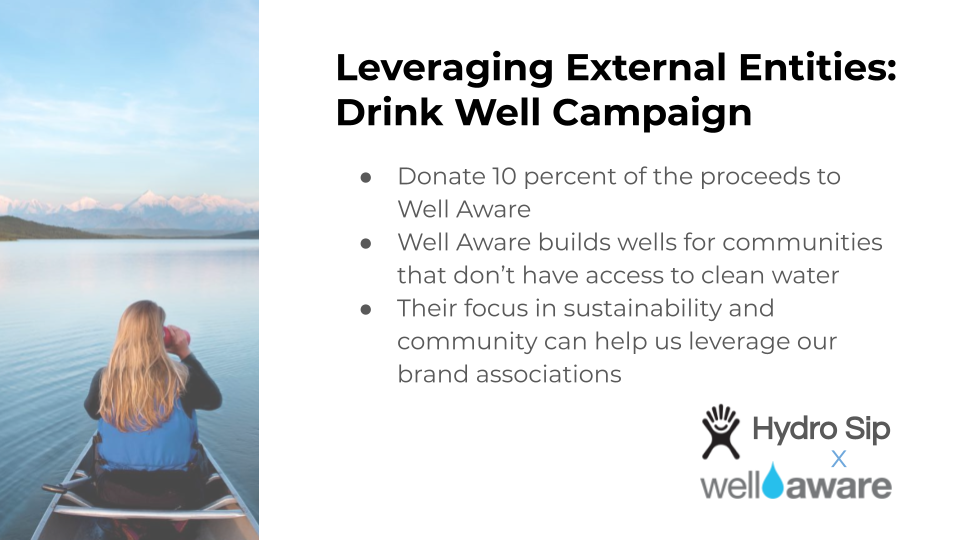 Leveraging External Entities:
Drink Well Campaign
● Donate 10 percent of the proceeds to
Well Aware
● Well Aware builds wells for communities
that don’t have access to clean water
● Their focus in sustainability and
community can help us leverage our
brand associations
Hydro Sip
X
well aware